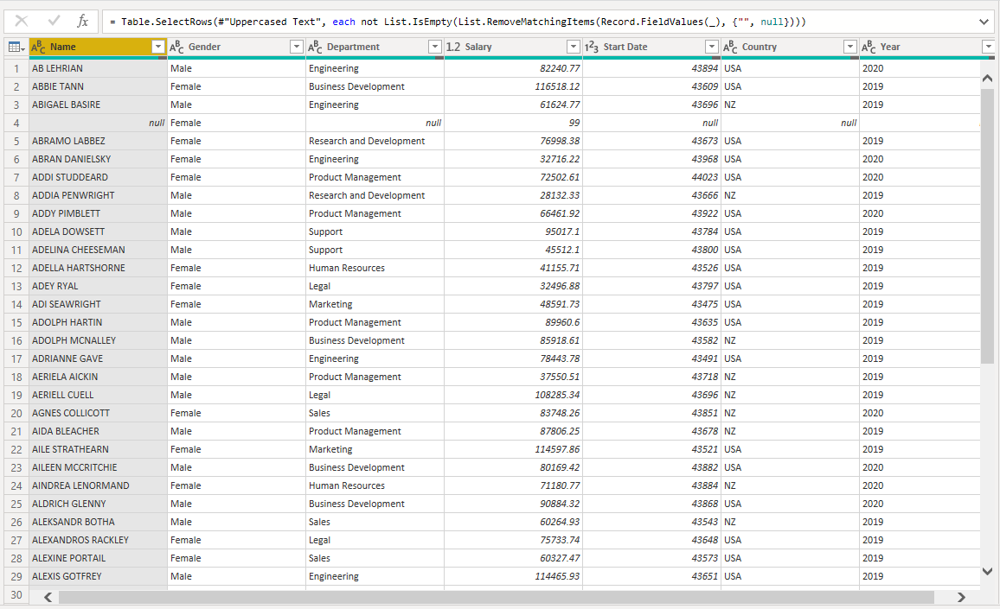 fx = Table.SelectRows(#"Uppercased Text", each not List.IsEmpty(List.RemoveMatchingItems(Record.FieldValues(_), {"", null})))
ABC Name ABC Gender ABC Department 1.2 Salary 123 Start Date ABC Country ABC Year
1 AB LEHRIAN Male Engineering 82240.77 43894 USA 2020
2 ABBIE TANN Female Business Development 116518.12 43609 USA 2019
3 ABIGAEL BASIRE Male Engineering 61624.77 43696 NZ 2019
4 null Female null 99 null null
5 ABRAMO LABBEZ Female Research and Development 76998.38 43673 USA 2019
6 ABRAN DANIELSKY Female Engineering 32716.22 43968 USA 2020
7 ADDI STUDDEARD Female Product Management 72502.61 44023 USA 2020
8 ADDIA PENWRIGHT Male Research and Development 28132.33 43666 NZ 2019
9 ADDY PIMBLETT Male Product Management 66461.92 43922 USA 2020
10 ADELA DOWSETT Male Support 95017.1 43784 USA 2019
11 ADELINA CHEESEMAN Male Support 45512.1 43800 USA 2019
12 ADELLA HARTSHORNE Female Human Resources 41155.71 43526 USA 2019
13 ADEY RYAL Female Legal 32496.88 43797 USA 2019
14 ADI SEAWRIGHT Female Marketing 48591.73 43475 USA 2019
15 ADOLPH HARTIN Male Product Management 89960.6 43635 USA 2019
16 ADOLPH MCNALLEY Male Business Development 85918.61 43582 NZ 2019
17 ADRIANNE GAVE Male Engineering 78443.78 43491 USA 2019
18 AERIELA AICKIN Male Product Management 37550.51 43718 NZ 2019
19 AERIELL CUELL Male Legal 108285.34 43696 NZ 2019
20 AGNES COLLICOTT Female Sales 83748.26 43851 NZ 2020
21 AIDA BLEACHER Male Product Management 87806.25 43678 NZ 2019
22 AILE STRATHEARN Female Marketing 114597.86 43521 USA 2019
23 AILEEN MCCRITCHIE Male Business Development 80169.42 43882 USA 2020
24 AINDREA LENORMAND Female Human Resources 71180.77 43884 NZ 2020
25 ALDRICH GLENNY Male Business Development 90884.32 43868 USA 2020
26 ALEKSANDR BOTHA Male Sales 60264.93 43543 NZ 2019
27 ALEXANDROS RACKLEY Female Legal 75733.74 43648 USA 2019
28 ALEXINE PORTAIL Female Sales 60327.47 43573 USA 2019
29 ALEXIS GOTFREY Male Engineering 114465.93 43651 USA 2019
30